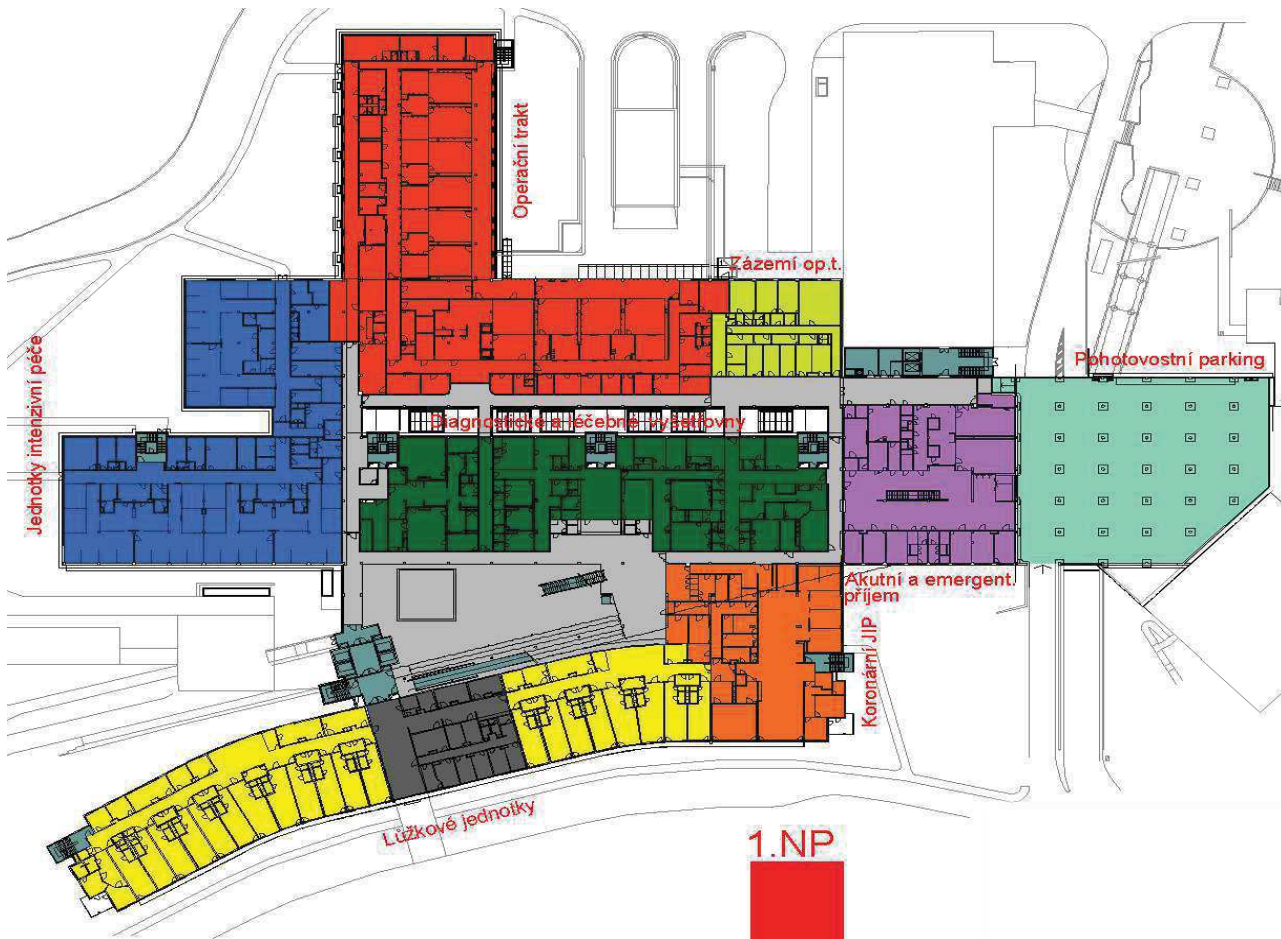 Operační trakt
Zázemí op.t.
Jednotky intenzivní péče
Pohotovostní parking
Diagnostické a léčebné vyšetřovny
Akutní a emergent.
příjem
Koronární JIP
Lůžkové jednotky
1.NP